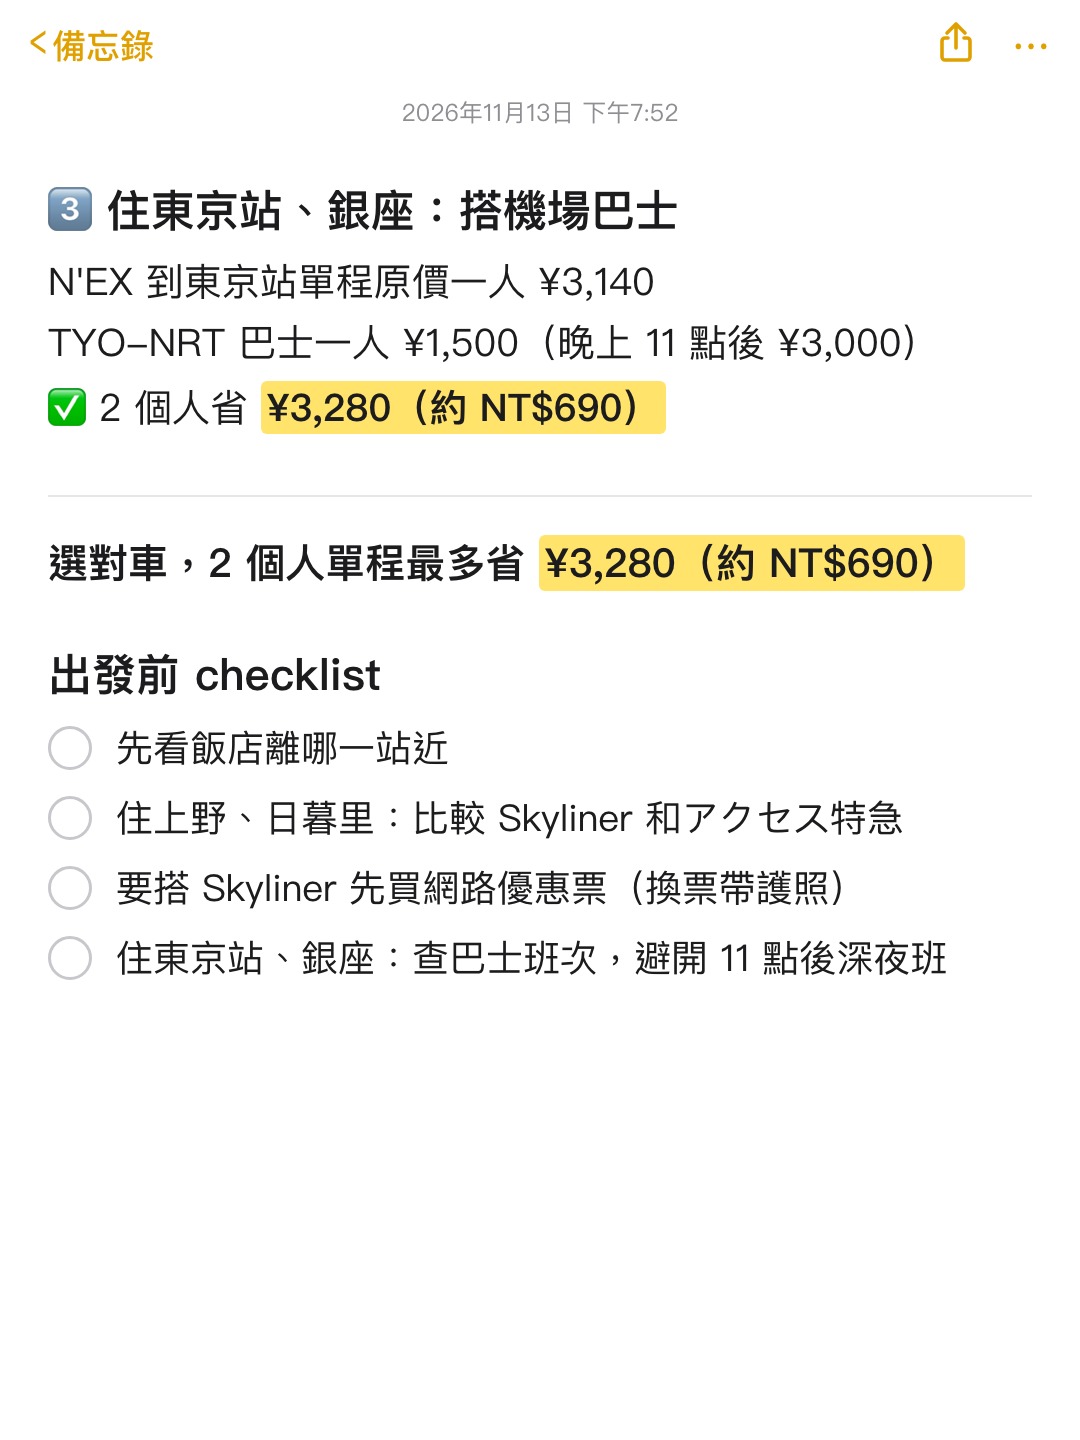 備忘錄
2026年11月13日 下午7:52
3️⃣ 住東京站、銀座：搭機場巴士
N'EX 到東京站單程原價一人 ¥3,140
TYO–NRT 巴士一人 ¥1,500（晚上 11 點後 ¥3,000）
✅ 2 個人省 ¥3,280（約 NT$690）
選對車，2 個人單程最多省 ¥3,280（約 NT$690）
出發前 checklist
先看飯店離哪一站近
住上野、日暮里：比較 Skyliner 和アクセス特急
要搭 Skyliner 先買網路優惠票（換票帶護照）
住東京站、銀座：查巴士班次，避開 11 點後深夜班